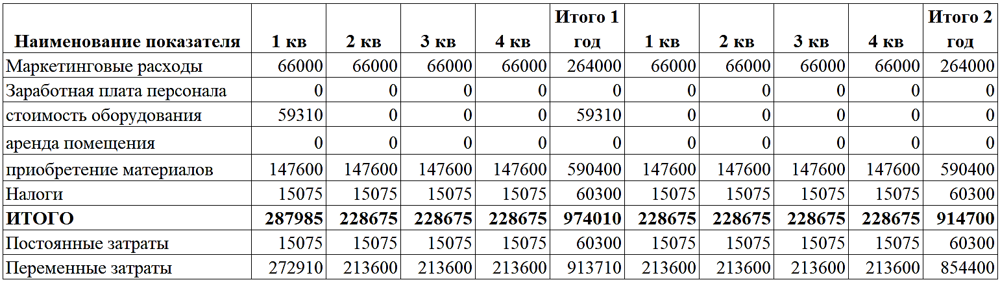 Наименование показателя 1 кв 2 кв 3 кв 4 кв Итого 1 год 1 кв 2 кв 3 кв 4 кв Итого 2 год
Маркетинговые расходы 66000 66000 66000 66000 264000 66000 66000 66000 66000 264000
Заработная плата персонала 0 0 0 0 0 0 0 0 0 0
стоимость оборудования 59310 0 0 0 59310 0 0 0 0 0
аренда помещения 0 0 0 0 0 0 0 0 0 0
приобретение материалов 147600 147600 147600 147600 590400 147600 147600 147600 147600 590400
Налоги 15075 15075 15075 15075 60300 15075 15075 15075 15075 60300
ИТОГО 287985 228675 228675 228675 974010 228675 228675 228675 228675 914700
Постоянные затраты 15075 15075 15075 15075 60300 15075 15075 15075 15075 60300
Переменные затраты 272910 213600 213600 213600 913710 213600 213600 213600 213600 854400